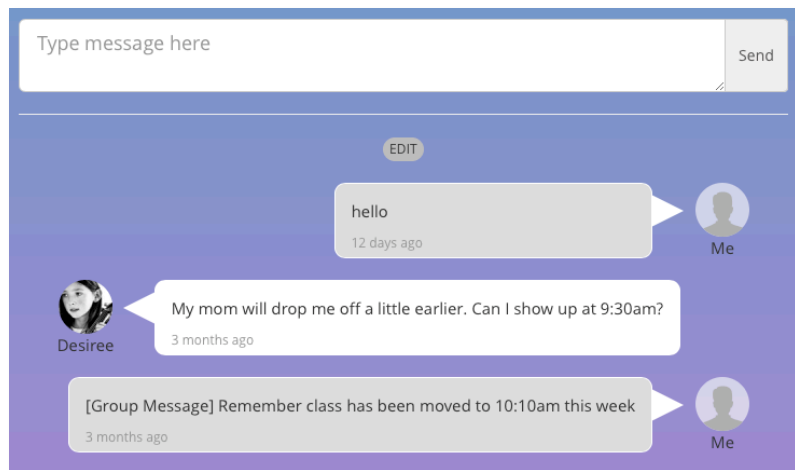 Type message here
Send
EDIT
hello
12 days ago
Me
My mom will drop me off a little earlier. Can I show up at 9:30am?
3 months ago
Desiree
[Group Message] Remember class has been moved to 10:10am this week
3 months ago
Me